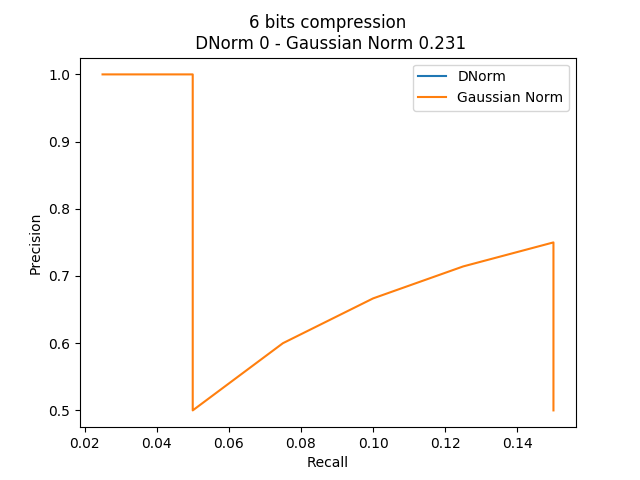 6 bits compression
DNorm 0 - Gaussian Norm 0.231
DNorm
Gaussian Norm
1.0
0.9
0.8
0.7
0.6
0.5
Precision
0.02 0.04 0.06 0.08 0.10 0.12 0.14
Recall